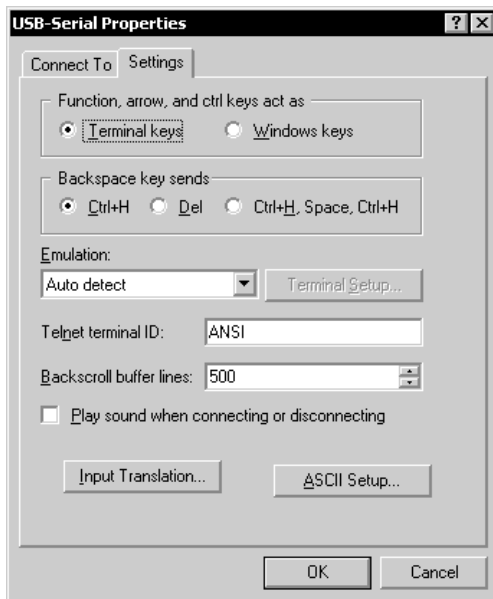 USB-Serial Properties
Connect To Settings
Function, arrow, and ctrl keys act as
Terminal keys Windows keys
Backspace key sends
Ctrl+H Del Ctrl+H, Space, Ctrl+H
Emulation:
Auto detect Terminal Setup...
Telnet terminal ID: ANSI
Backscroll buffer lines: 500
Play sound when connecting or disconnecting
Input Translation... ASCII Setup...
OK Cancel